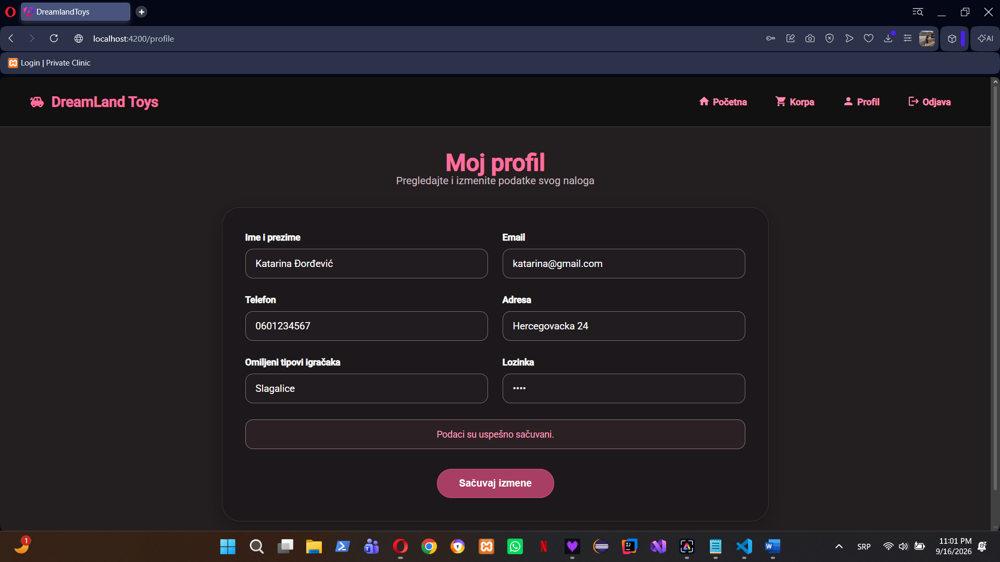 DreamlandToys
localhost:4200/profile
AI
Login | Private Clinic
DreamLand Toys
Početna
Korpa
Profil
Odjava
Moj profil
Pregledajte i izmenite podatke svog naloga
Ime i prezime
Email
Katarina Đorđević
katarina@gmail.com
Telefon
Adresa
0601234567
Hercegovacka 24
Omiljeni tipovi igračaka
Lozinka
Slagalice
••••
Podaci su uspešno sačuvani.
Sačuvaj izmene
1
SRP
11:01 PM
9/16/2026